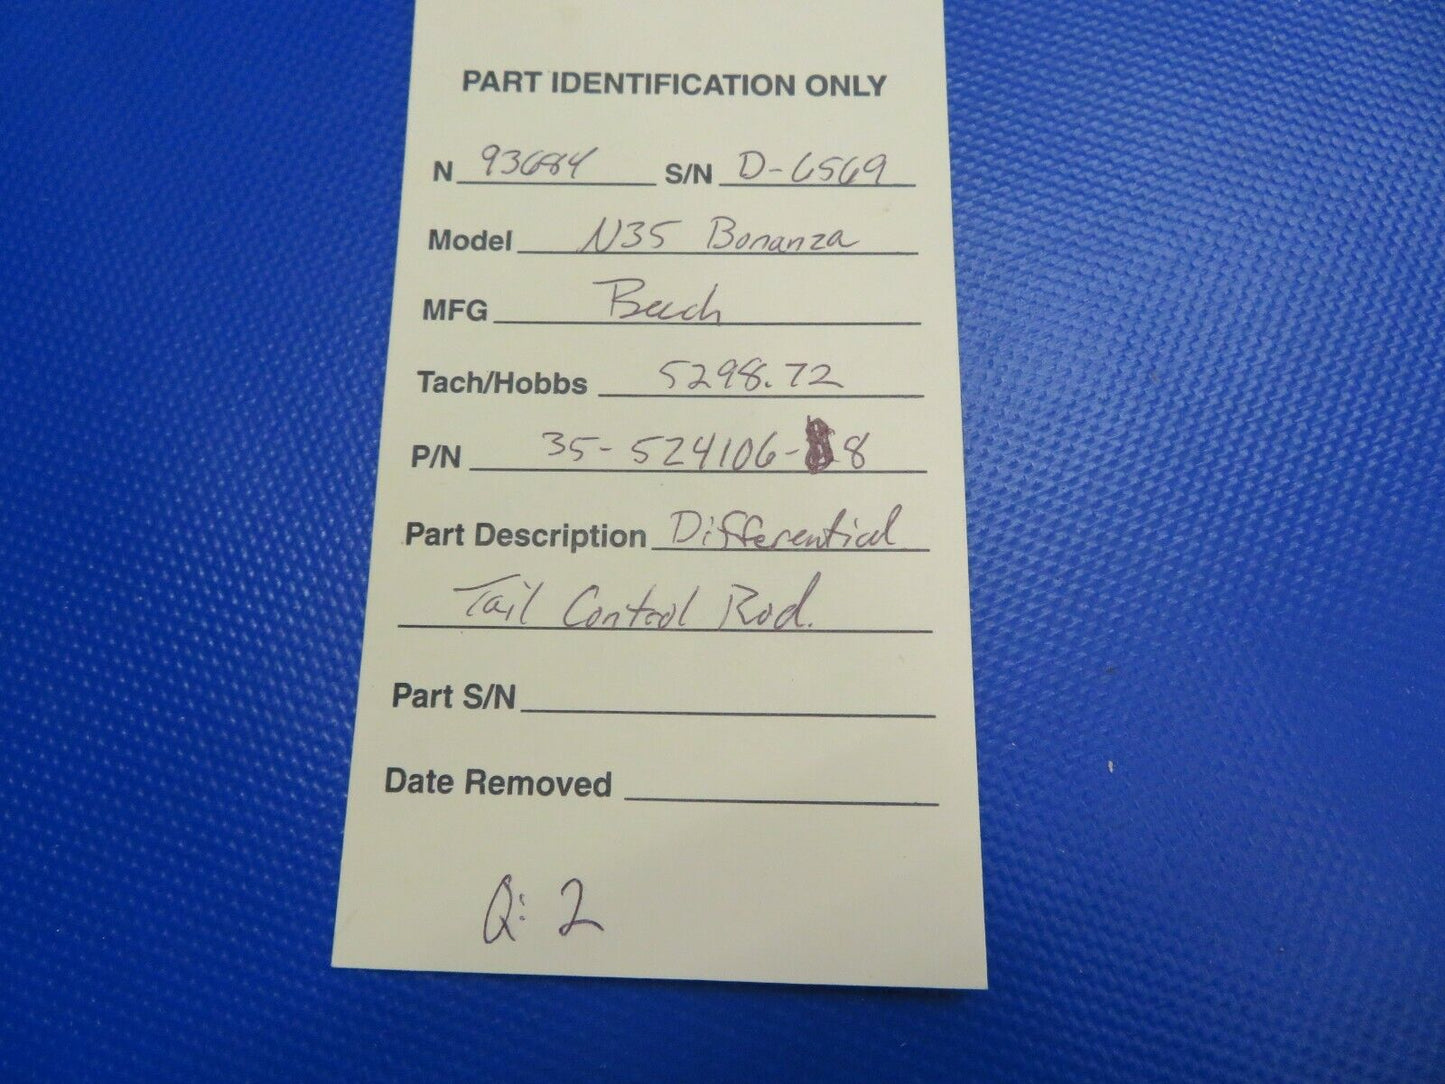 PART IDENTIFICATION ONLY
N 93684 S/N D-6569
Model N35 Bonanza
MFG Beech
Tach/Hobbs 5298.72
P/N 35-524106-8
Part Description Differential
Tail Control Rod.
Part S/N
Date Removed
Q: 2